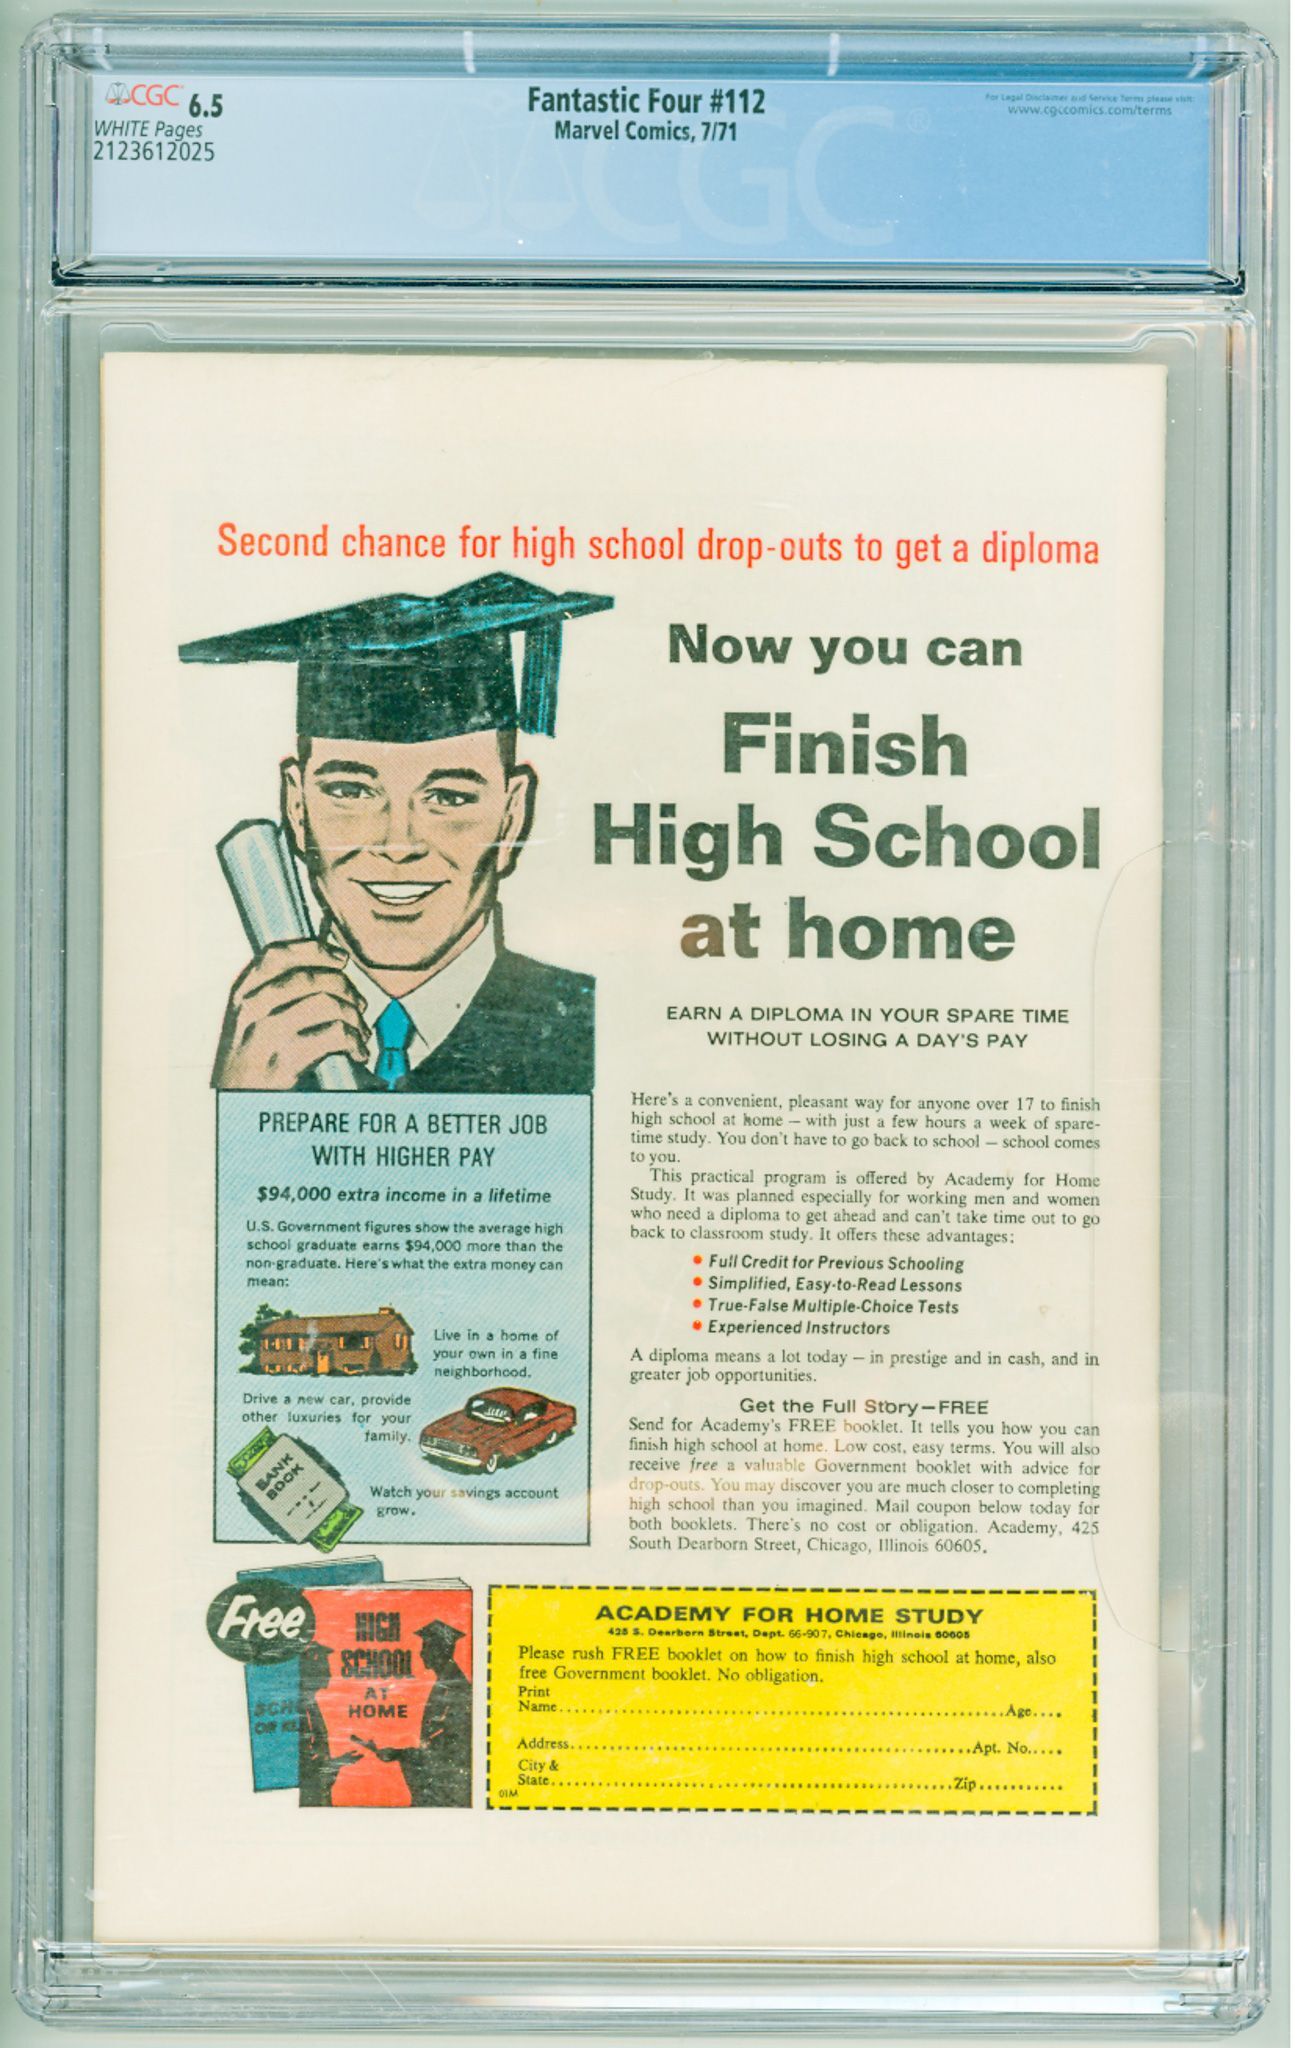 CGC 6.5
WHITE Pages
2123612025
Fantastic Four #112
Marvel Comics, 7/71
For Legal Disclaimer and Service Terms please visit:
www.cgccomics.com/terms
CGC®
Second chance for high school drop-outs to get a diploma
Now you can
Finish
High School
at home
EARN A DIPLOMA IN YOUR SPARE TIME
WITHOUT LOSING A DAY'S PAY
PREPARE FOR A BETTER JOB
WITH HIGHER PAY
$94,000 extra income in a lifetime
U.S. Government figures show the average high
school graduate earns $94,000 more than the
non-graduate. Here's what the extra money can
mean:
Live in a home of
your own in a fine
neighborhood.
Drive a new car, provide
other luxuries for your
family.
BANK
BOOK
Watch your savings account
grow.
Here's a convenient, pleasant way for anyone over 17 to finish
high school at home – with just a few hours a week of spare-
time study. You don't have to go back to school – school comes
to you.
This practical program is offered by Academy for Home
Study. It was planned especially for working men and women
who need a diploma to get ahead and can't take time out to go
back to classroom study. It offers these advantages:
• Full Credit for Previous Schooling
• Simplified, Easy-to-Read Lessons
• True-False Multiple-Choice Tests
• Experienced Instructors
A diploma means a lot today – in prestige and in cash, and in
greater job opportunities.
Get the Full Story–FREE
Send for Academy's FREE booklet. It tells you how you can
finish high school at home. Low cost, easy terms. You will also
receive free a valuable Government booklet with advice for
drop-outs. You may discover you are much closer to completing
high school than you imagined. Mail coupon below today for
both booklets. There's no cost or obligation. Academy, 425
South Dearborn Street, Chicago, Illinois 60605.
Free
HIGH
SCHOOL
AT
HOME
SCH
OR
ACADEMY FOR HOME STUDY
425 S. Dearborn Street, Dept. 66-907, Chicago, Illinois 60605
Please rush FREE booklet on how to finish high school at home, also
free Government booklet. No obligation.
Print
Name..........Age....
Address..........Apt. No.....
City &
State..........Zip..........
01M